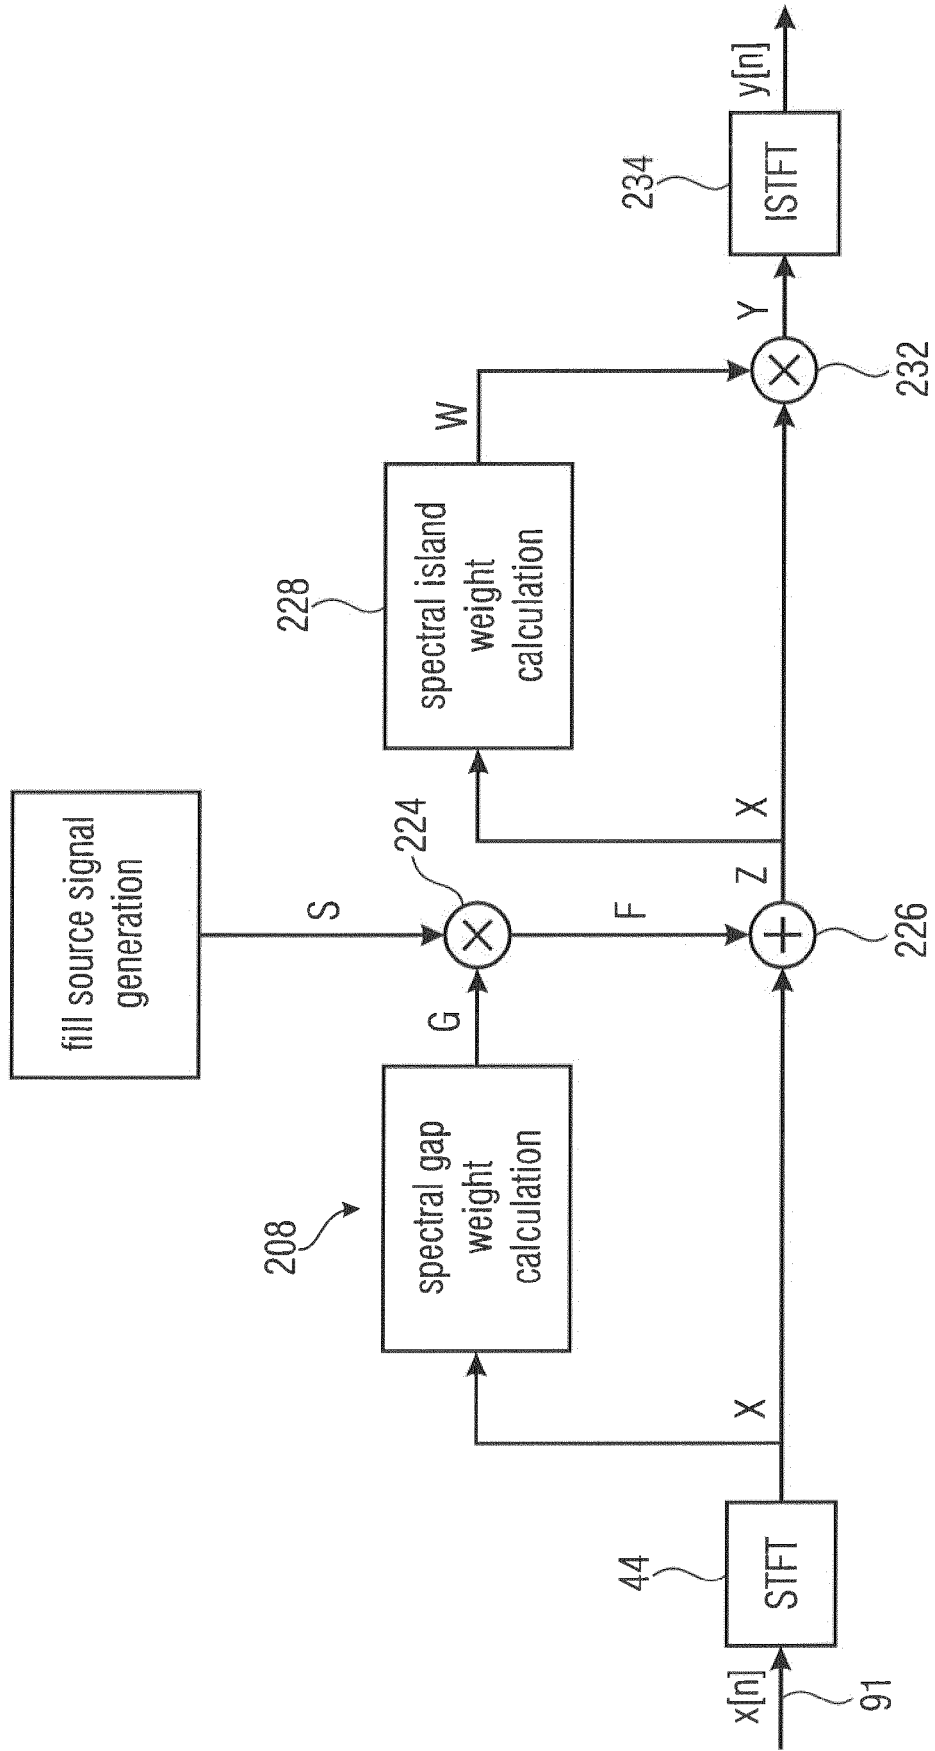 fill source signal
generation
S
208
spectral gap
weight
calculation
G
224
F
228
spectral island
weight
calculation
W
x[n]
91
44
STFT
X
226
Z
X
232
Y
234
ISTFT
y[n]